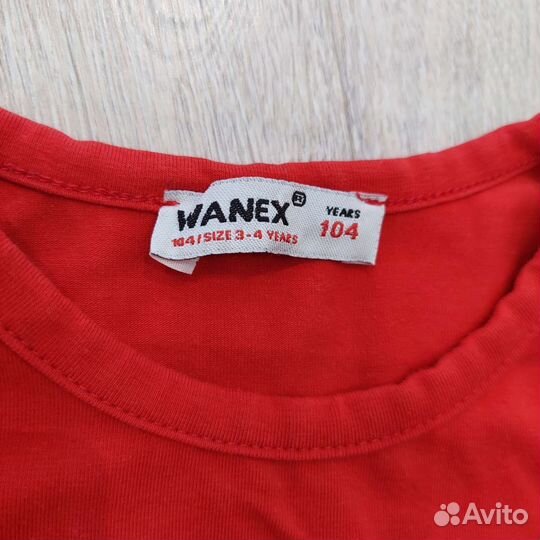 WANEX®
104 / SIZE 3-4 YEARS
YEARS
104
Avito